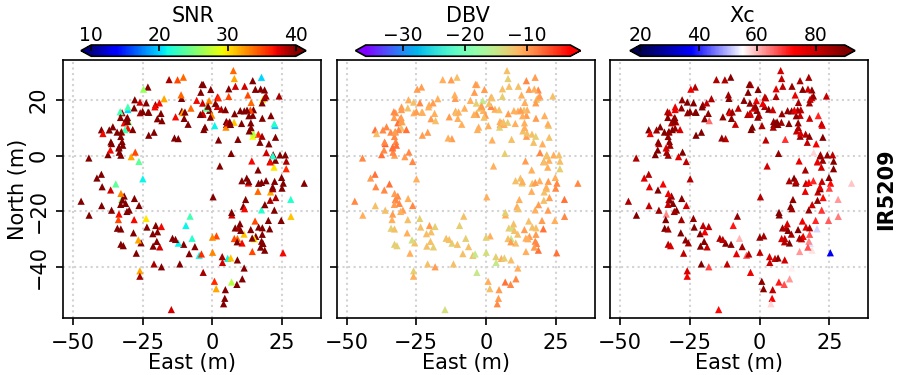 SNR DBV Xc
10 20 30 40 −30 −20 −10 20 40 60 80
North (m)
20
0
−20
−40
−50 −25 0 25 −50 −25 0 25 −50 −25 0 25
East (m) East (m) East (m)
IR5209